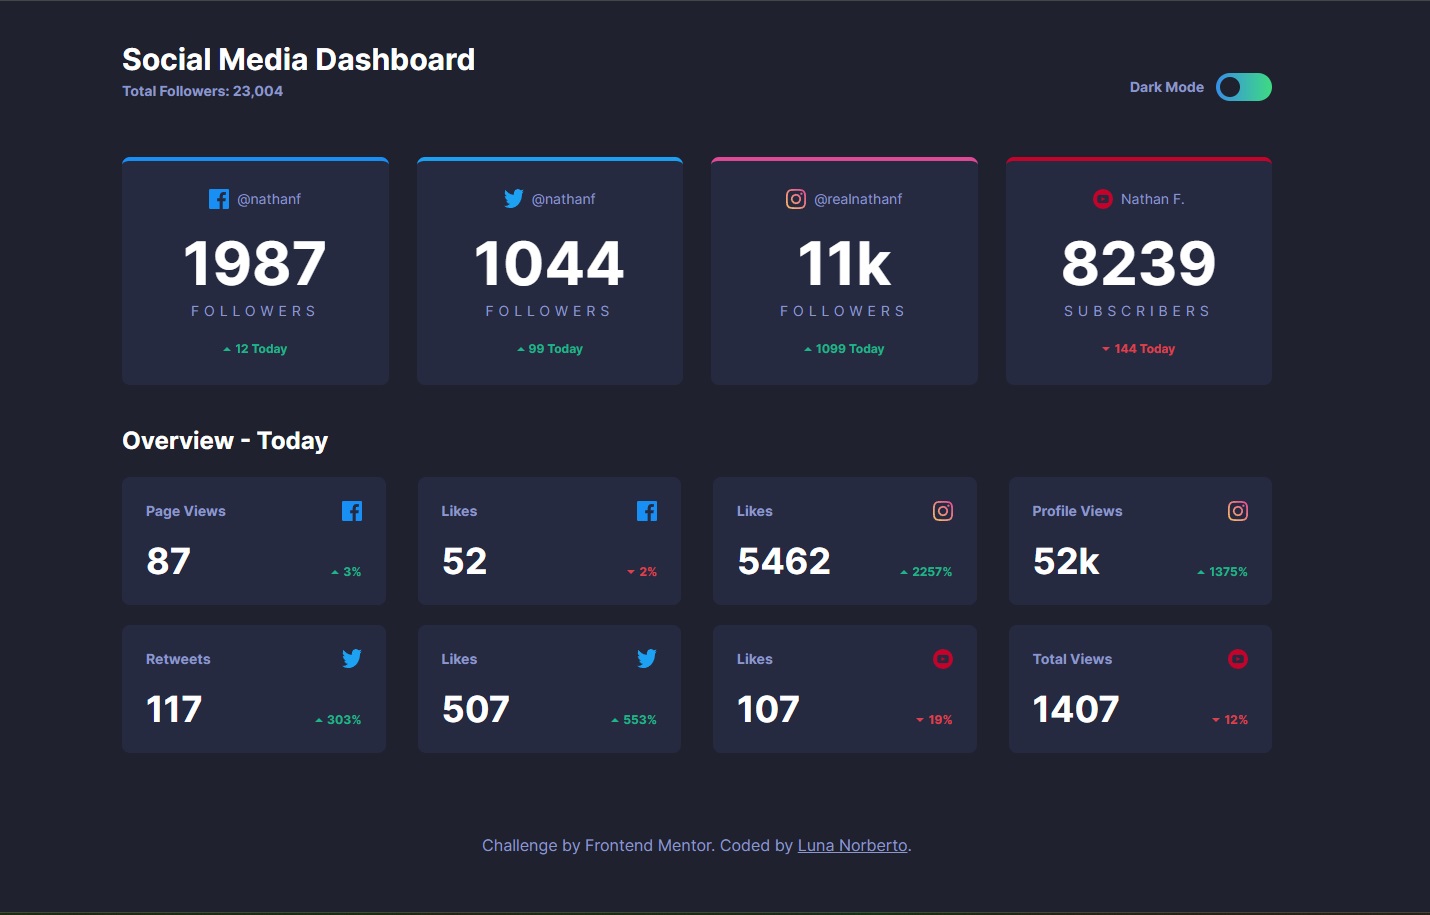 Social Media Dashboard
Total Followers: 23,004
Dark Mode
@nathanf
1987
FOLLOWERS
12 Today
@nathanf
1044
FOLLOWERS
99 Today
@realnathanf
11k
FOLLOWERS
1099 Today
Nathan F.
8239
SUBSCRIBERS
144 Today
Overview - Today
Page Views
87
3%
Likes
52
2%
Likes
5462
2257%
Profile Views
52k
1375%
Retweets
117
303%
Likes
507
553%
Likes
107
19%
Total Views
1407
12%
Challenge by Frontend Mentor. Coded by Luna Norberto.